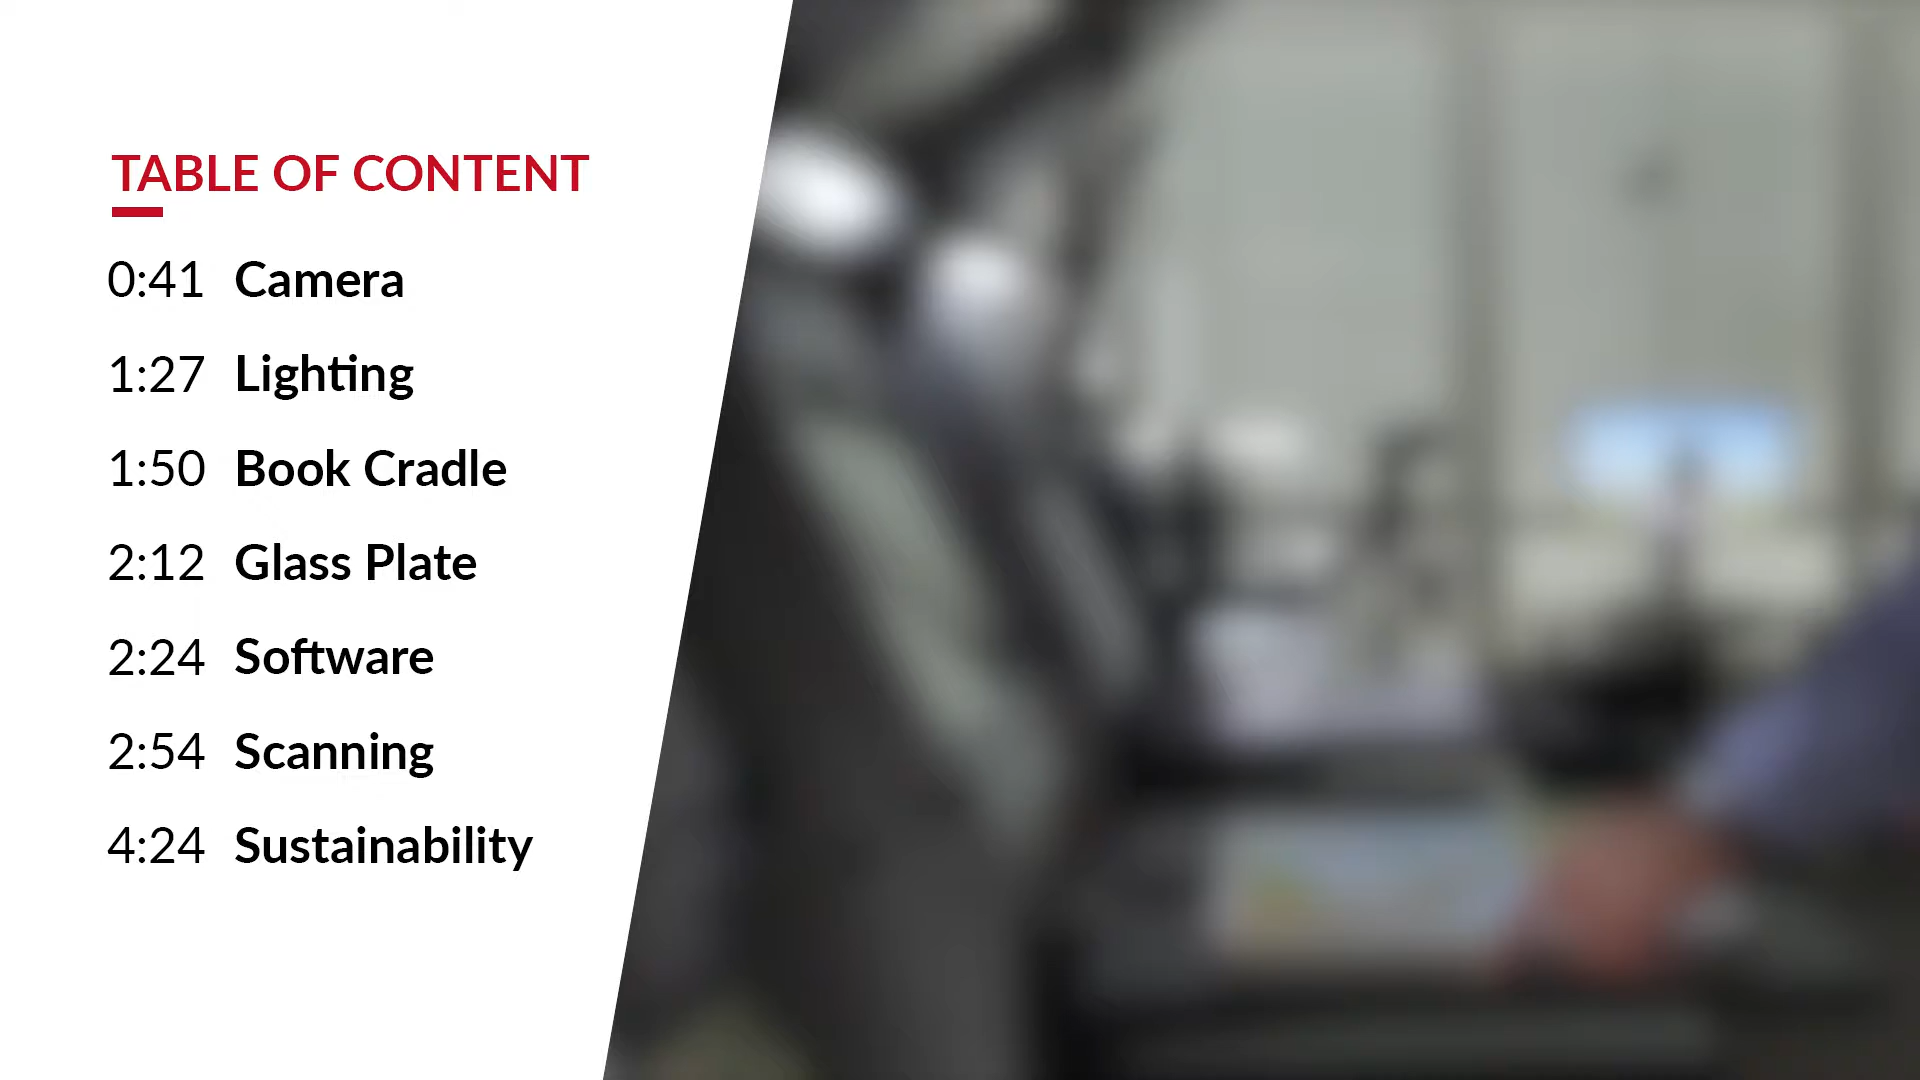 TABLE OF CONTENT
0:41 Camera
1:27 Lighting
1:50 Book Cradle
2:12 Glass Plate
2:24 Software
2:54 Scanning
4:24 Sustainability